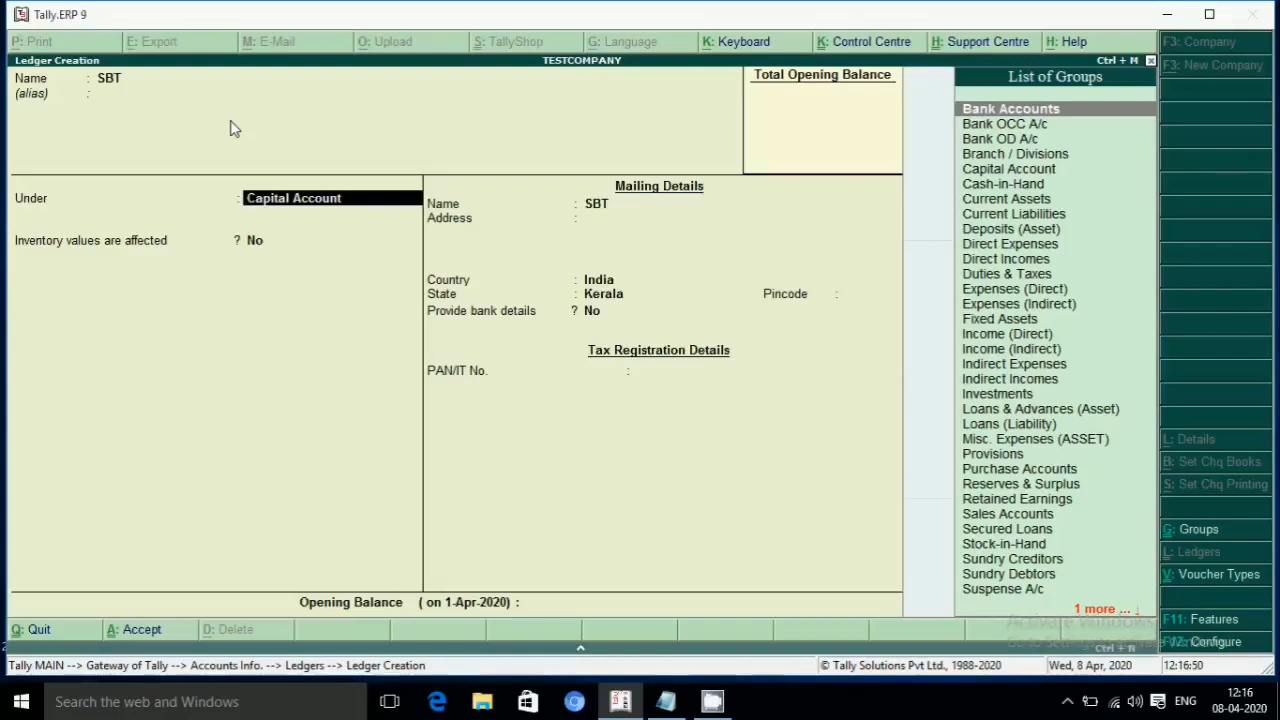 Tally.ERP 9
P: Print E: Export M: E-Mail O: Upload S: TallyShop G: Language K: Keyboard K: Control Centre H: Support Centre H: Help F3: Company
Ledger Creation TESTCOMPANY Ctrl + M
F3: New Company
Name : SBT
(alias) :
Total Opening Balance
Under : Capital Account
Inventory values are affected ? No
Mailing Details
Name : SBT
Address :
Country : India
State : Kerala Pincode :
Provide bank details ? No
Tax Registration Details
PAN/IT No. :
Opening Balance ( on 1-Apr-2020) :
List of Groups
Bank Accounts
Bank OCC A/c
Bank OD A/c
Branch / Divisions
Capital Account
Cash-in-Hand
Current Assets
Current Liabilities
Deposits (Asset)
Direct Expenses
Direct Incomes
Duties & Taxes
Expenses (Direct)
Expenses (Indirect)
Fixed Assets
Income (Direct)
Income (Indirect)
Indirect Expenses
Indirect Incomes
Investments
Loans & Advances (Asset)
Loans (Liability)
Misc. Expenses (ASSET)
Provisions
Purchase Accounts
Reserves & Surplus
Retained Earnings
Sales Accounts
Secured Loans
Stock-in-Hand
Sundry Creditors
Sundry Debtors
Suspense A/c
1 more ... ↓
L: Details
B: Set Chq Books
S: Set Chq Printing
G: Groups
L: Ledgers
V: Voucher Types
F11: Features
F12: Configure
Activate Windows
Q: Quit A: Accept D: Delete
Ctrl + N
Tally MAIN --> Gateway of Tally --> Accounts Info. --> Ledgers --> Ledger Creation © Tally Solutions Pvt Ltd., 1988-2020 Wed, 8 Apr, 2020 12:16:50
Search the web and Windows ENG 12:16
08-04-2020